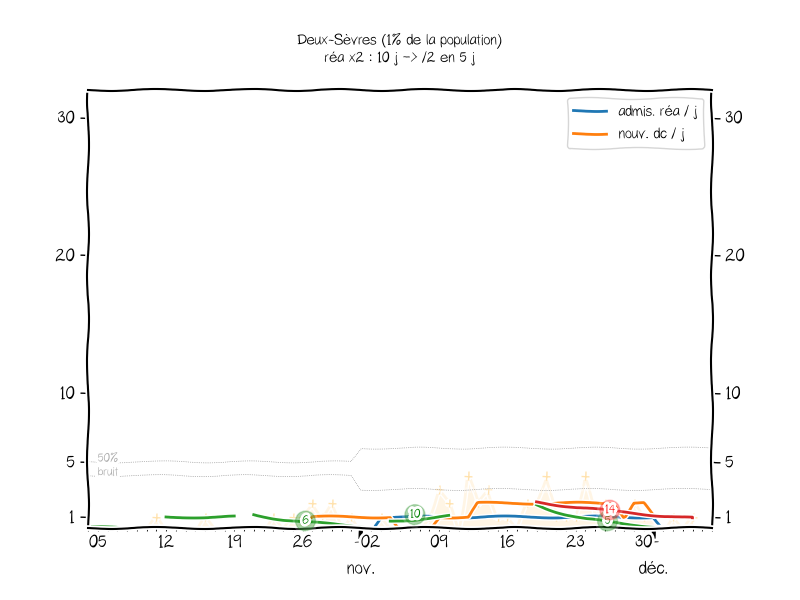 Deux-Sèvres (1% de la population)
réa x2 : 10 j -> /2 en 5 j
admis. réa / j
nouv. dc / j
30 30
20 20
10 10
50%
5 5
bruit
1 1
6 10 14 5
05 12 19 26 02 09 16 23 30
nov. déc.